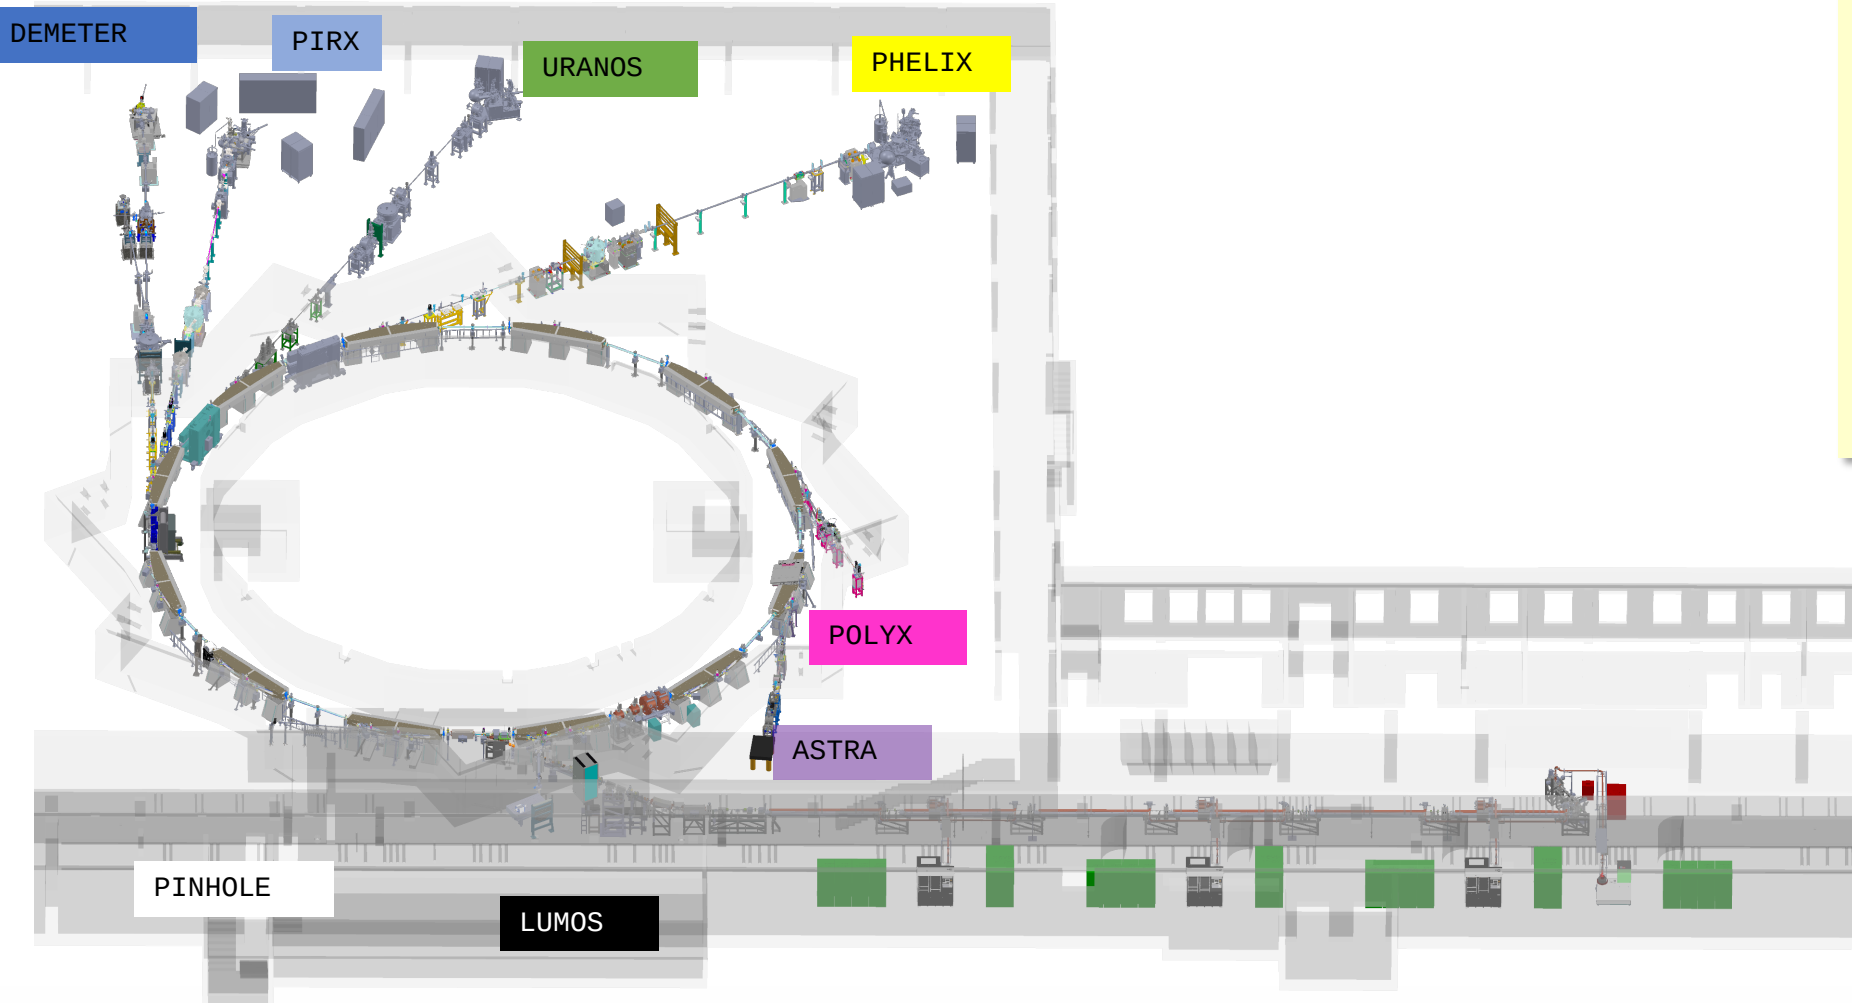 DEMETER
PIRX
URANOS
PHELIX
POLYX
ASTRA
PINHOLE
LUMOS